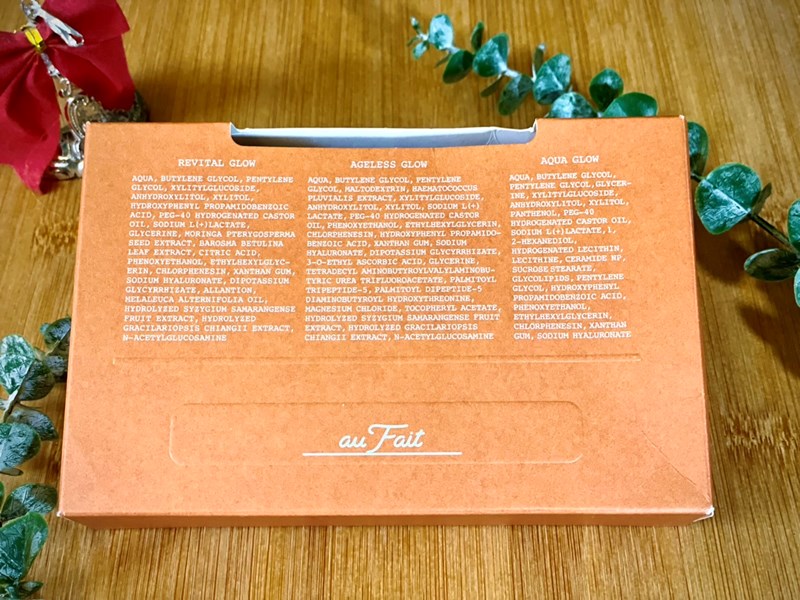 REVITAL GLOW
AQUA, BUTYLENE GLYCOL, PENTYLENE
GLYCOL, XYLITYLGLUCOSIDE,
ANHYDROXYLITOL, XYLITOL,
HYDROXYPHENYL PROPAMIDOBENZOIC
ACID, PEG-40 HYDROGENATED CASTOR
OIL, SODIUM L(+)LACTATE,
GLYCERINE, MORINGA PTERYGOSPERMA
SEED EXTRACT, BAROSMA BETULINA
LEAF EXTRACT, CITRIC ACID,
PHENOXYETHANOL, ETHYLHEXYLGLYC-
ERIN, CHLORPHENESIN, XANTHAN GUM,
SODIUM HYALURONATE, DIPOTASSIUM
GLYCYRRHIZATE, ALLANTION,
MELALEUCA ALTERNIFOLIA OIL,
HYDROLYZED SYZYGIUM SAMARANGENSE
FRUIT EXTRACT, HYDROLYZED
GRACILARIOPSIS CHIANGII EXTRACT,
N-ACETYLGLUCOSAMINE
AGELESS GLOW
AQUA, BUTYLENE GLYCOL, PENTYLENE
GLYCOL, MALTODEXTRIN, HAEMATOCOCCUS
PLUVIALIS EXTRACT, XYLITYLGLUCOSIDE,
ANHYDROXYLITOL, XYLITOL, SODIUM L(+)
LACTATE, PEG-40 HYDROGENATED CASTOR
OIL, PHENOXYETHANOL, ETHYLHEXYLGLYCERIN,
CHLORPHENESIN, HYDROXYPHENYL PROPAMIDO-
BENZOIC ACID, XANTHAN GUM, SODIUM
HYALURONATE, DIPOTASSIUM GLYCYRRHIZATE,
3-O-ETHYL ASCORBIC ACID, GLYCERINE,
TETRADECYL AMINOBUTYROYLVALYLAMINOBU-
TYRIC UREA TRIFLUOROACETATE, PALMITOYL
TRIPEPTIDE-5, PALMITOYL DIPEPTIDE-5
DIAMINOBUTYROYL HYDROXYTHREONINE,
MAGNESIUM CHLORIDE, TOCOPHERYL ACETATE,
HYDROLYZED SYZYGIUM SAMARANGENSE FRUIT
EXTRACT, HYDROLYZED GRACILARIOPSIS
CHIANGII EXTRACT, N-ACETYLGLUCOSAMINE
AQUA GLOW
AQUA, BUTYLENE GLYCOL,
PENTYLENE GLYCOL, GLYCER-
INE, XYLITYLGLUCOSIDE,
ANHYDROXYLITOL, XYLITOL,
PANTHENOL, PEG-40
HYDROGENATED CASTOR OIL,
SODIUM L(+)LACTATE, 1,
2-HEXANEDIOL,
HYDROGENATED LECITHIN,
LECITHINE, CERAMIDE NP,
SUCROSE STEARATE,
GLYCOLIPIDS, PENTYLENE
GLYCOL, HYDROXYPHENYL
PROPAMIDOBENZOIC ACID,
PHENOXYETHANOL,
ETHYLHEXYLGLYCERIN,
CHLORPHENESIN, XANTHAN
GUM, SODIUM HYALURONATE
au Fait